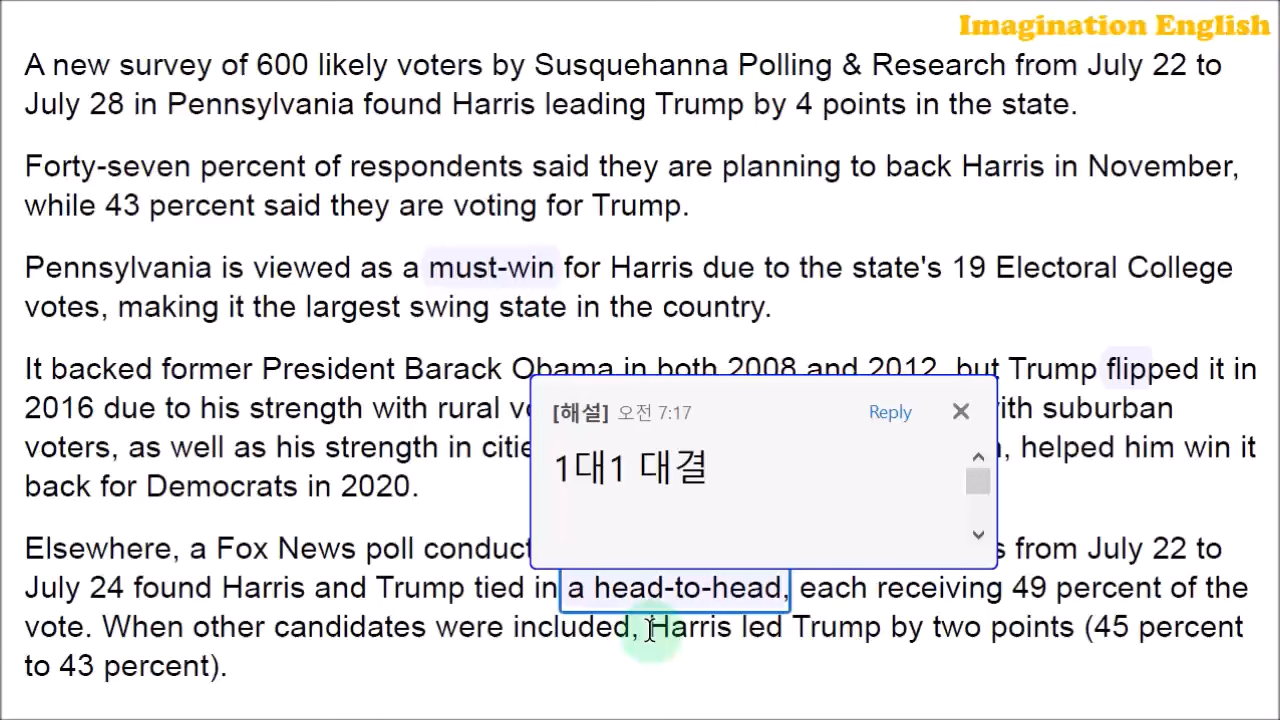 Imagination English
A new survey of 600 likely voters by Susquehanna Polling & Research from July 22 to
July 28 in Pennsylvania found Harris leading Trump by 4 points in the state.
Forty-seven percent of respondents said they are planning to back Harris in November,
while 43 percent said they are voting for Trump.
Pennsylvania is viewed as a must-win for Harris due to the state's 19 Electoral College
votes, making it the largest swing state in the country.
It backed former President Barack Obama in both 2008 and 2012, but Trump flipped it in
2016 due to his strength with rural
suburban
voters, as well as his strength in
helped him win it
back for Democrats in 2020.
[해설] 오전 7:17 Reply
1대1 대결
Elsewhere, a Fox News poll
from July 22 to
July 24 found Harris and Trump tied in a head-to-head, each receiving 49 percent of the
vote. When other candidates were included, Harris led Trump by two points (45 percent
to 43 percent).